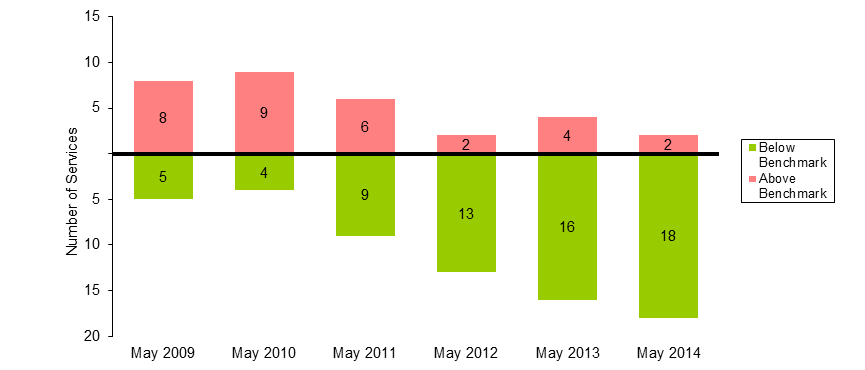 15
10
5
5
10
15
20
Number of Services
8
9
6
2
4
2
5
4
9
13
16
18
May 2009
May 2010
May 2011
May 2012
May 2013
May 2014
Below
Benchmark
Above
Benchmark